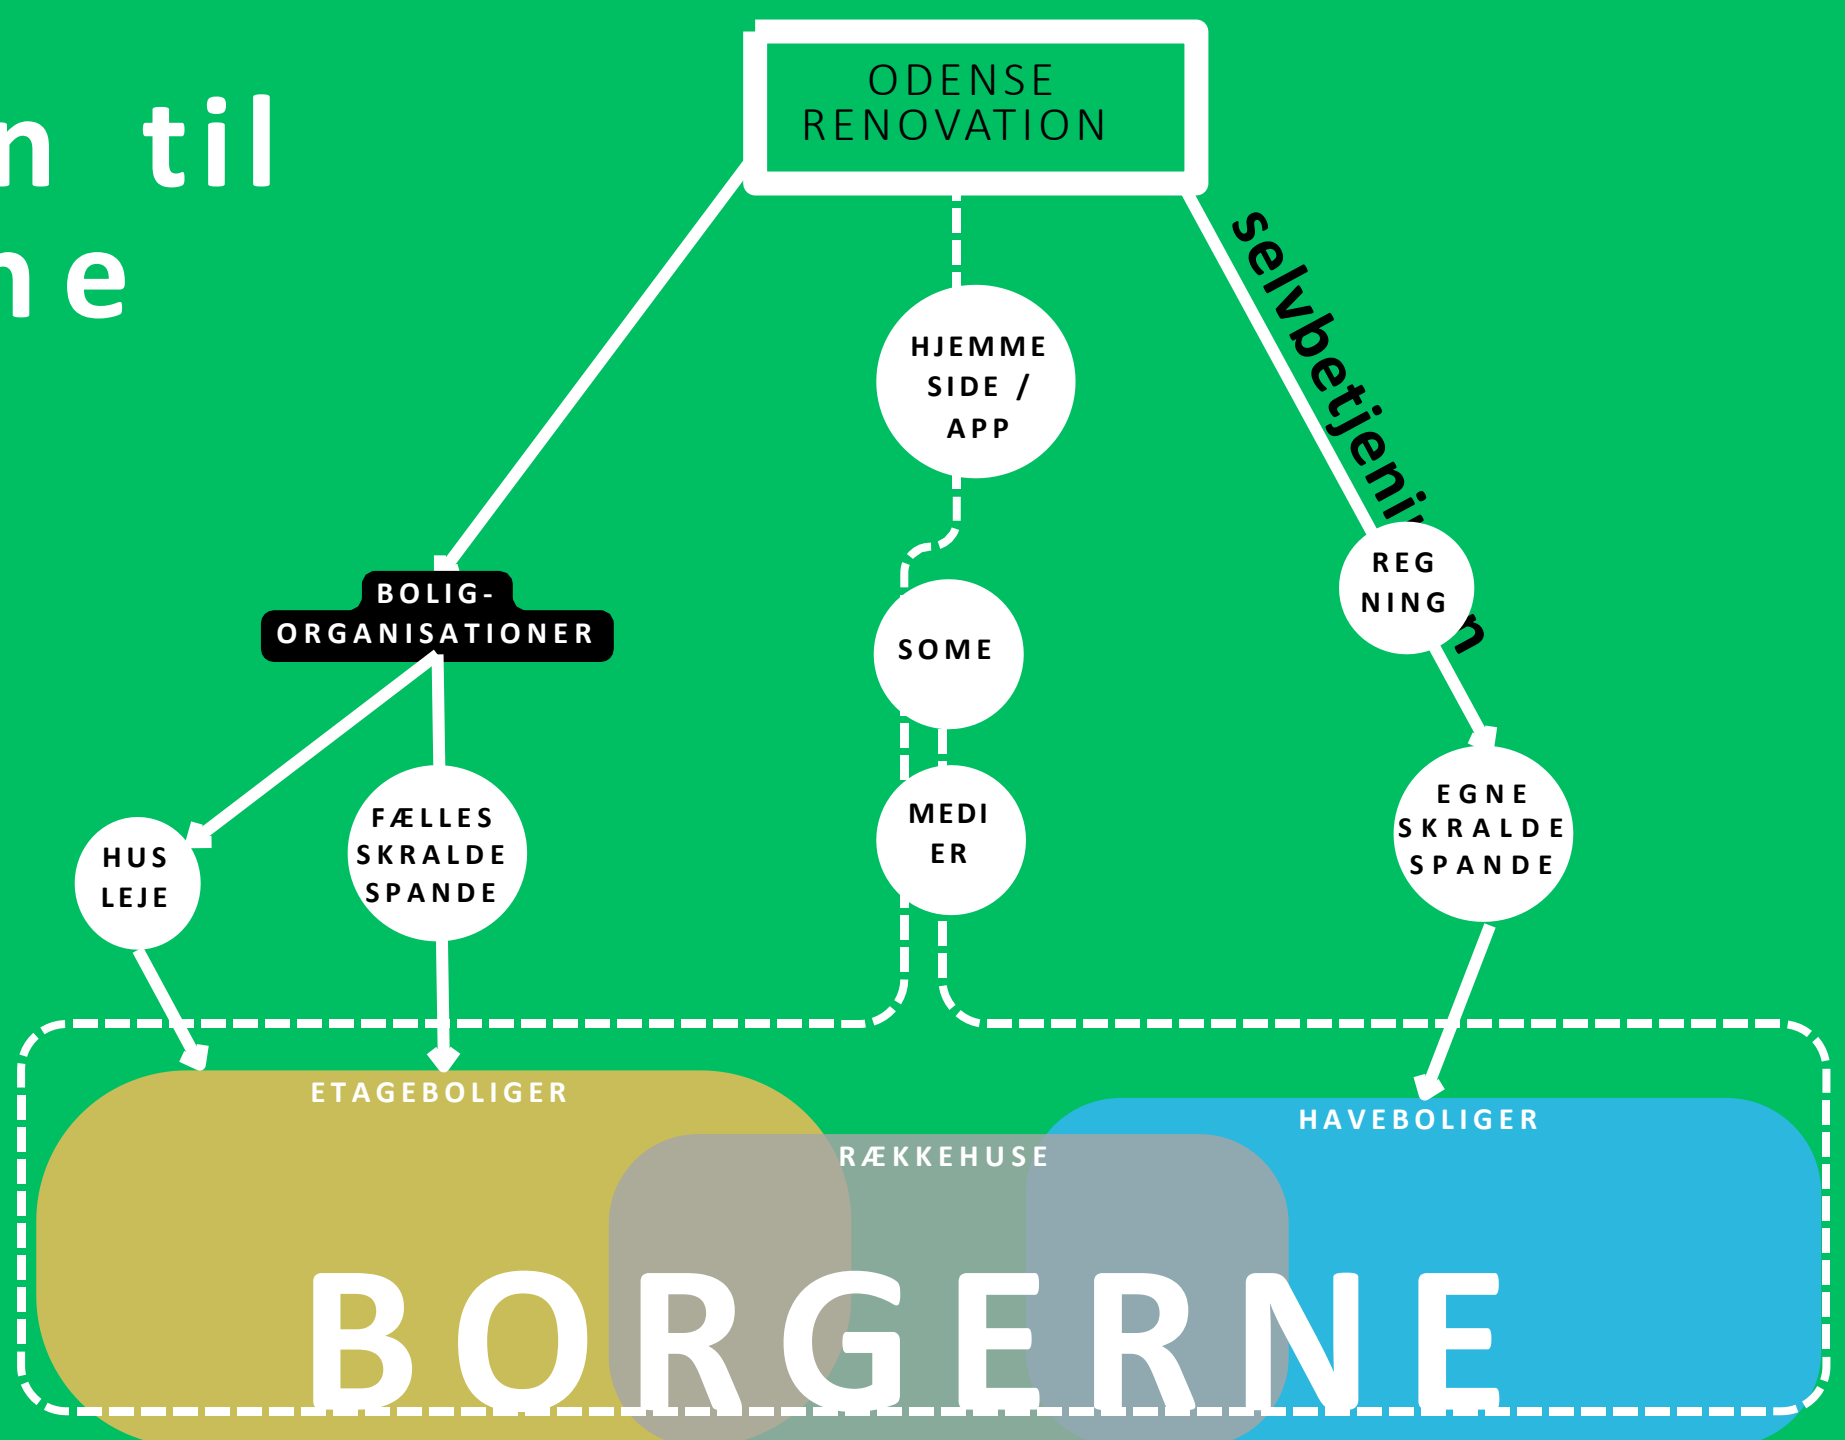 n til
ne
ODENSE
RENOVATION
HJEMME
SIDE /
APP
BOLIG-
ORGANISATIONER
SOME
REG
NING
HUS
LEJE
FÆLLES
SKRALDE
SPANDE
MEDI
ER
EGNE
SKRALDE
SPANDE
ETAGEBOLIGER
RÆKKEHUSE
HAVEBOLIGER
BORGERNE